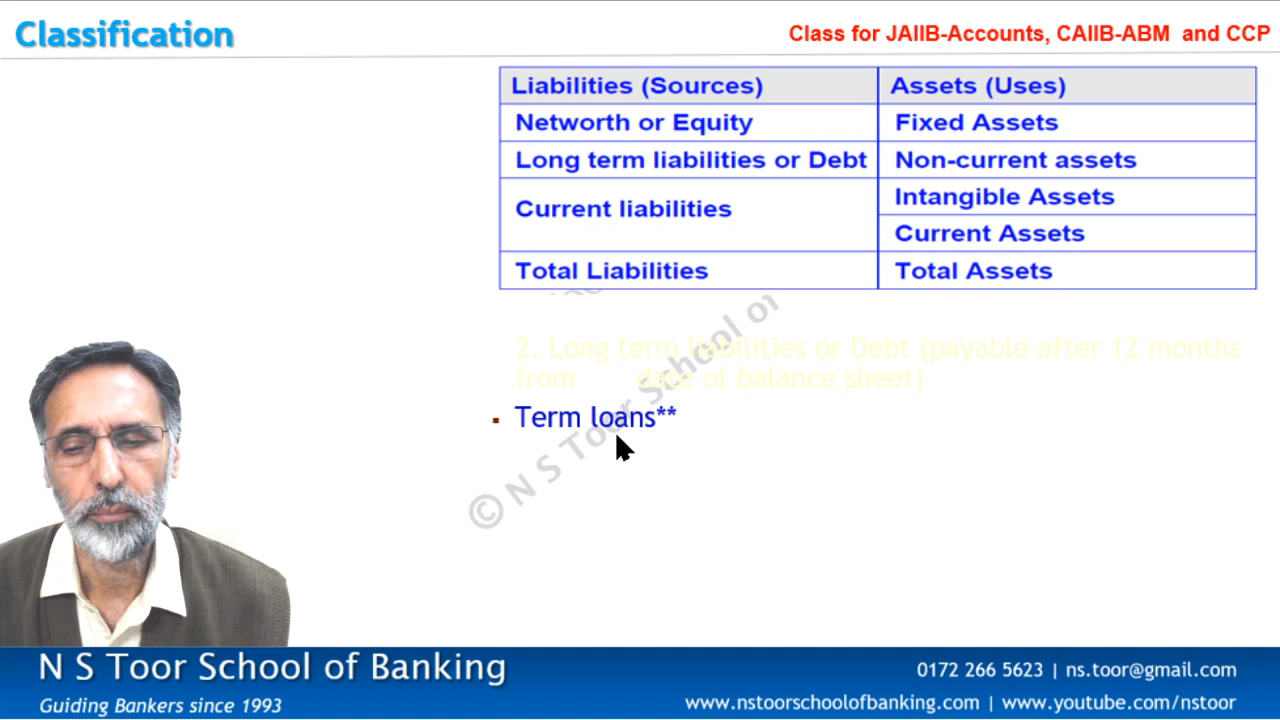 Classification
Class for JAIIB-Accounts, CAIIB-ABM and CCP
Liabilities (Sources) Assets (Uses)
Networth or Equity Fixed Assets
Long term liabilities or Debt Non-current assets
Current liabilities Intangible Assets
Current Assets
Total Liabilities Total Assets
2. Long term liabilities or Debt (payable after 12 months
from date of balance sheet)
▪ Term loans**
© N S Toor School of
N S Toor School of Banking
0172 266 5623 | ns.toor@gmail.com
Guiding Bankers since 1993
www.nstoorschoolofbanking.com | www.youtube.com/nstoor